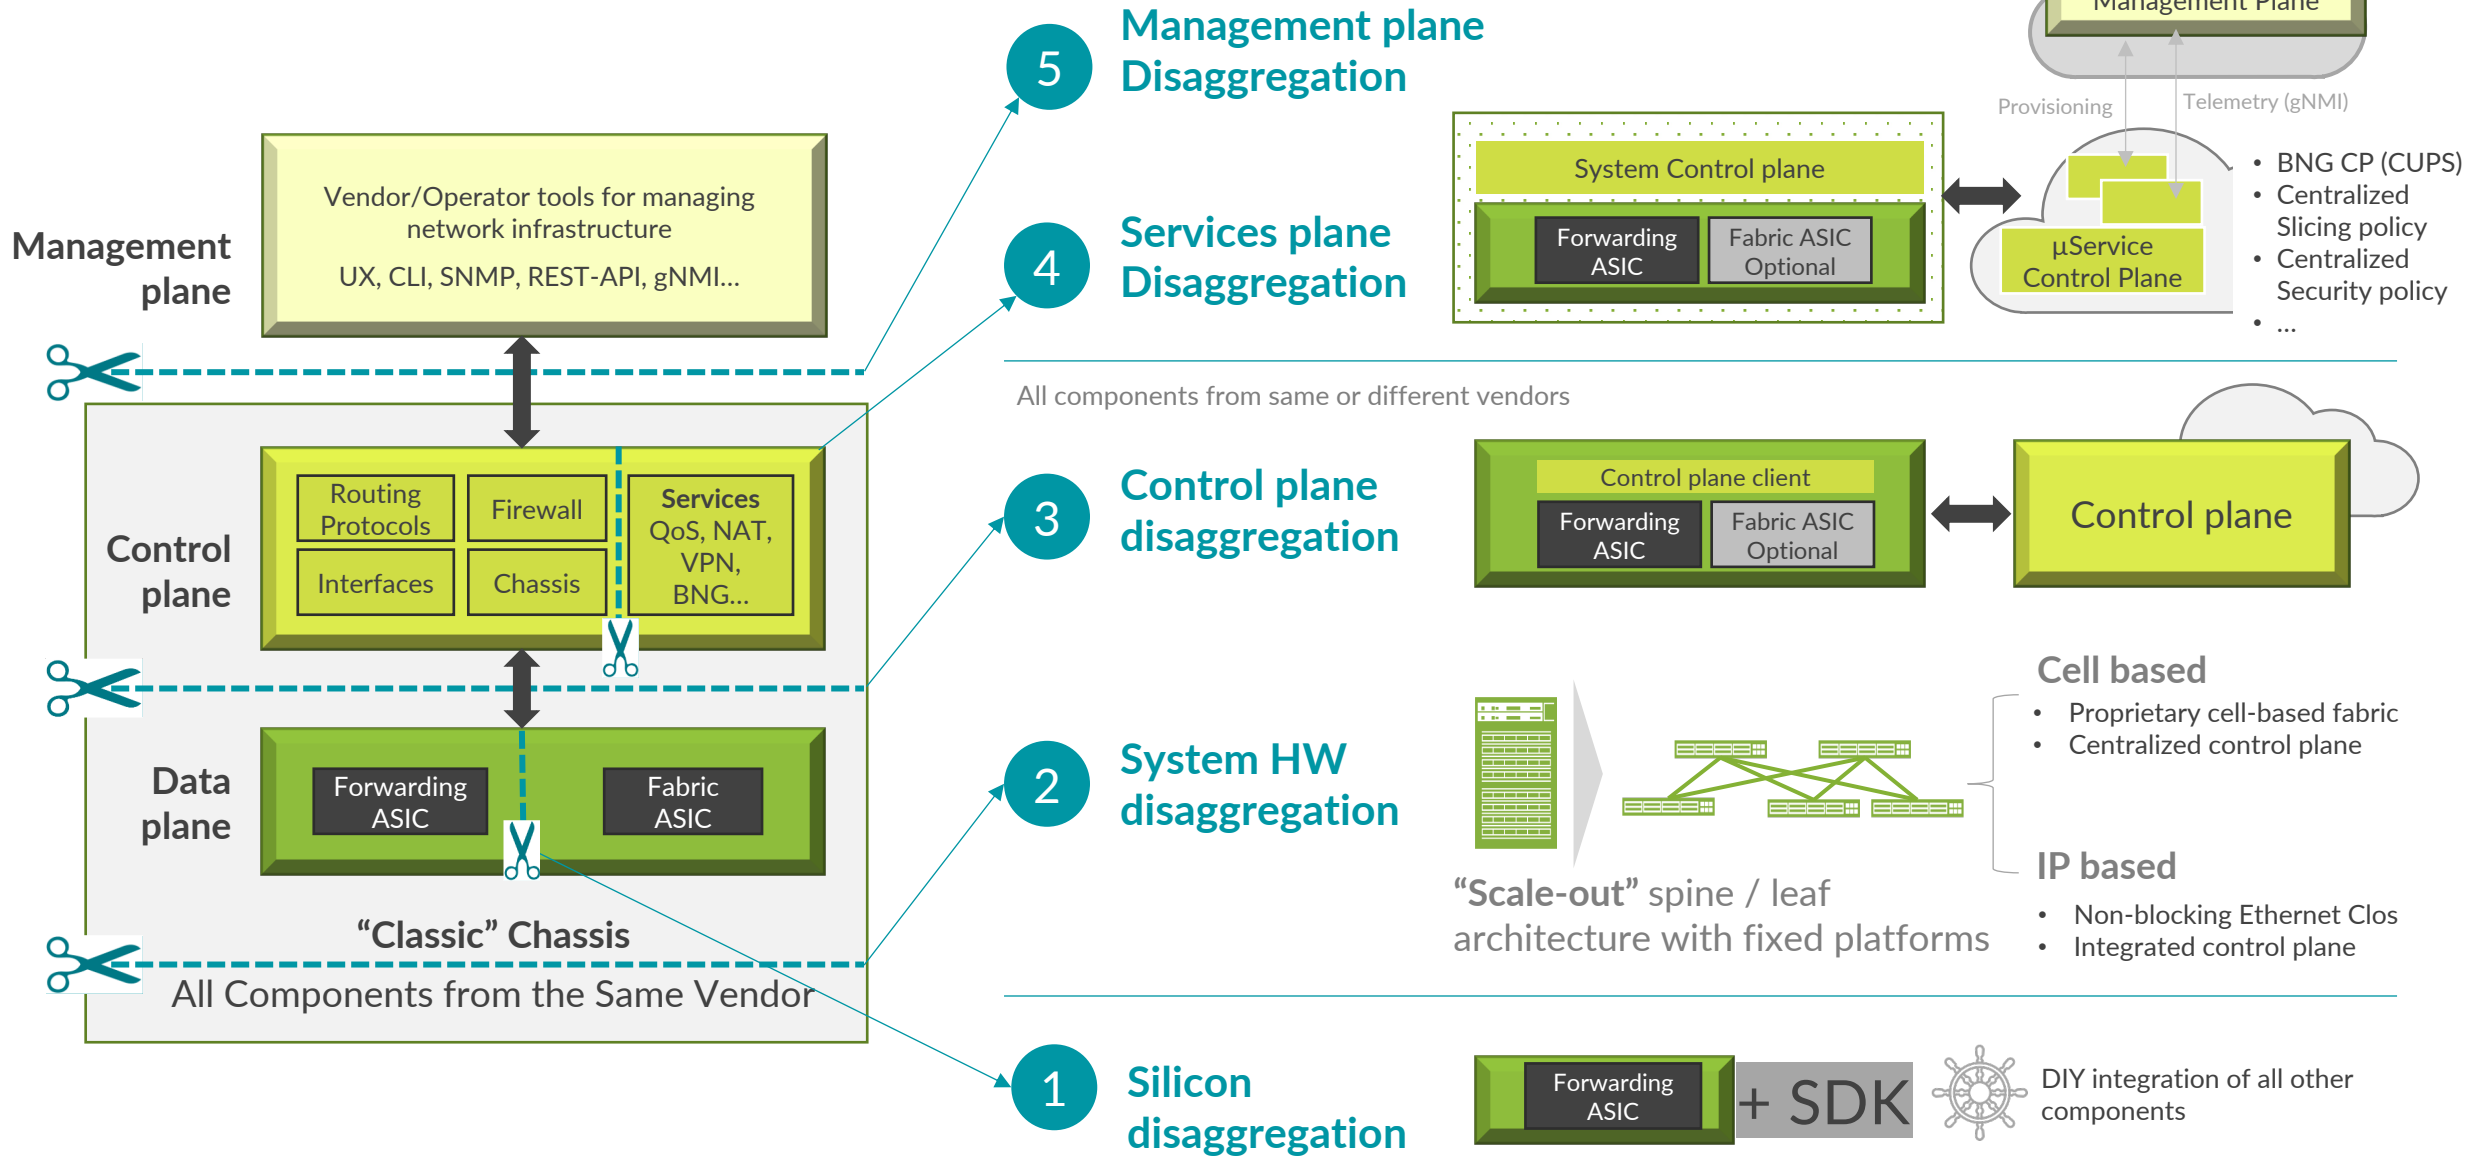 Management plane
Disaggregation
5
Management Plane
Provisioning
Telemetry (gNMI)
Management
plane
Vendor/Operator tools for managing
network infrastructure
UX, CLI, SNMP, REST-API, gNMI...
4
Services plane
Disaggregation
System Control plane
Forwarding
ASIC
Fabric ASIC
Optional
µService
Control Plane
• BNG CP (CUPS)
• Centralized
Slicing policy
• Centralized
Security policy
• ...
All components from same or different vendors
Control
plane
Routing
Protocols
Firewall
Interfaces
Chassis
Services
QoS, NAT,
VPN,
BNG...
3
Control plane
disaggregation
Control plane client
Forwarding
ASIC
Fabric ASIC
Optional
Control plane
Data
plane
Forwarding
ASIC
Fabric
ASIC
"Classic" Chassis
All Components from the Same Vendor
2
System HW
disaggregation
“Scale-out” spine / leaf
architecture with fixed platforms
Cell based
• Proprietary cell-based fabric
• Centralized control plane
IP based
• Non-blocking Ethernet Clos
• Integrated control plane
1
Silicon
disaggregation
Forwarding
ASIC
+ SDK
DIY integration of all other
components